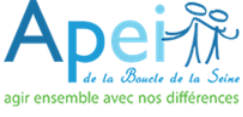 Apei
de la Boucle de la Seine
agir ensemble avec nos différences